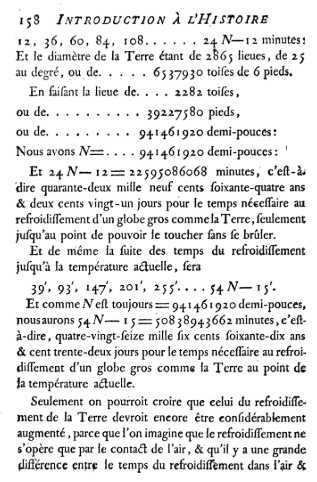 158 INTRODUCTION À L'HISTOIRE
12, 36, 60, 84, 108...... 24 N—12 minutes:
Et le diamètre de la Terre étant de 2865 lieues, de 25
au degré, ou de..... 6537930 toiſes de 6 pieds.
En faiſant la lieue de.... 2282 toiſes,
ou de.......... 39227580 pieds,
ou de......... 941461920 demi-pouces:
Nous avons N=.... 941461920 demi-pouces:
Et 24 N—12=22595086068 minutes, c'eſt-à-
dire quarante-deux mille neuf cents ſoixante-quatre ans
& deux cents vingt-un jours pour le temps néceſſaire au
refroidiſſement d'un globe gros comme la Terre, ſeulement
juſqu'au point de pouvoir le toucher ſans ſe brûler.
Et de même la ſuite des temps du refroidiſſement
juſqu'à la température actuelle, ſera
39', 93', 147', 201', 255'.... 54 N—15'.
Et comme N eſt toujours = 941461920 demi-pouces,
nous aurons 54 N—15=50838943662 minutes, c'eſt-
à-dire, quatre-vingt-ſeize mille ſix cents ſoixante-dix ans
& cent trente-deux jours pour le temps néceſſaire au refroi-
diſſement d'un globe gros comme la Terre au point de
la température actuelle.
Seulement on pourroit croire que celui du refroidiſſe-
ment de la Terre devroit encore être conſidérablement
augmenté, parce que l'on imagine que le refroidiſſement ne
s'opère que par le contact de l'air, & qu'il y a une grande
différence entre le temps du refroidiſſement dans l'air &